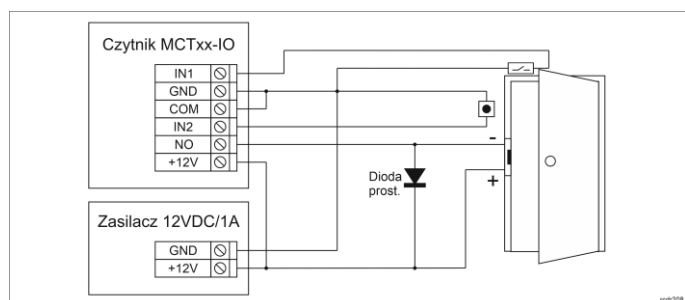 Czytnik MCTxx-IO
IN1
GND
COM
IN2
NO
+12V
-
+
Dioda
prost.
Zasilacz 12VDC/1A
GND
+12V